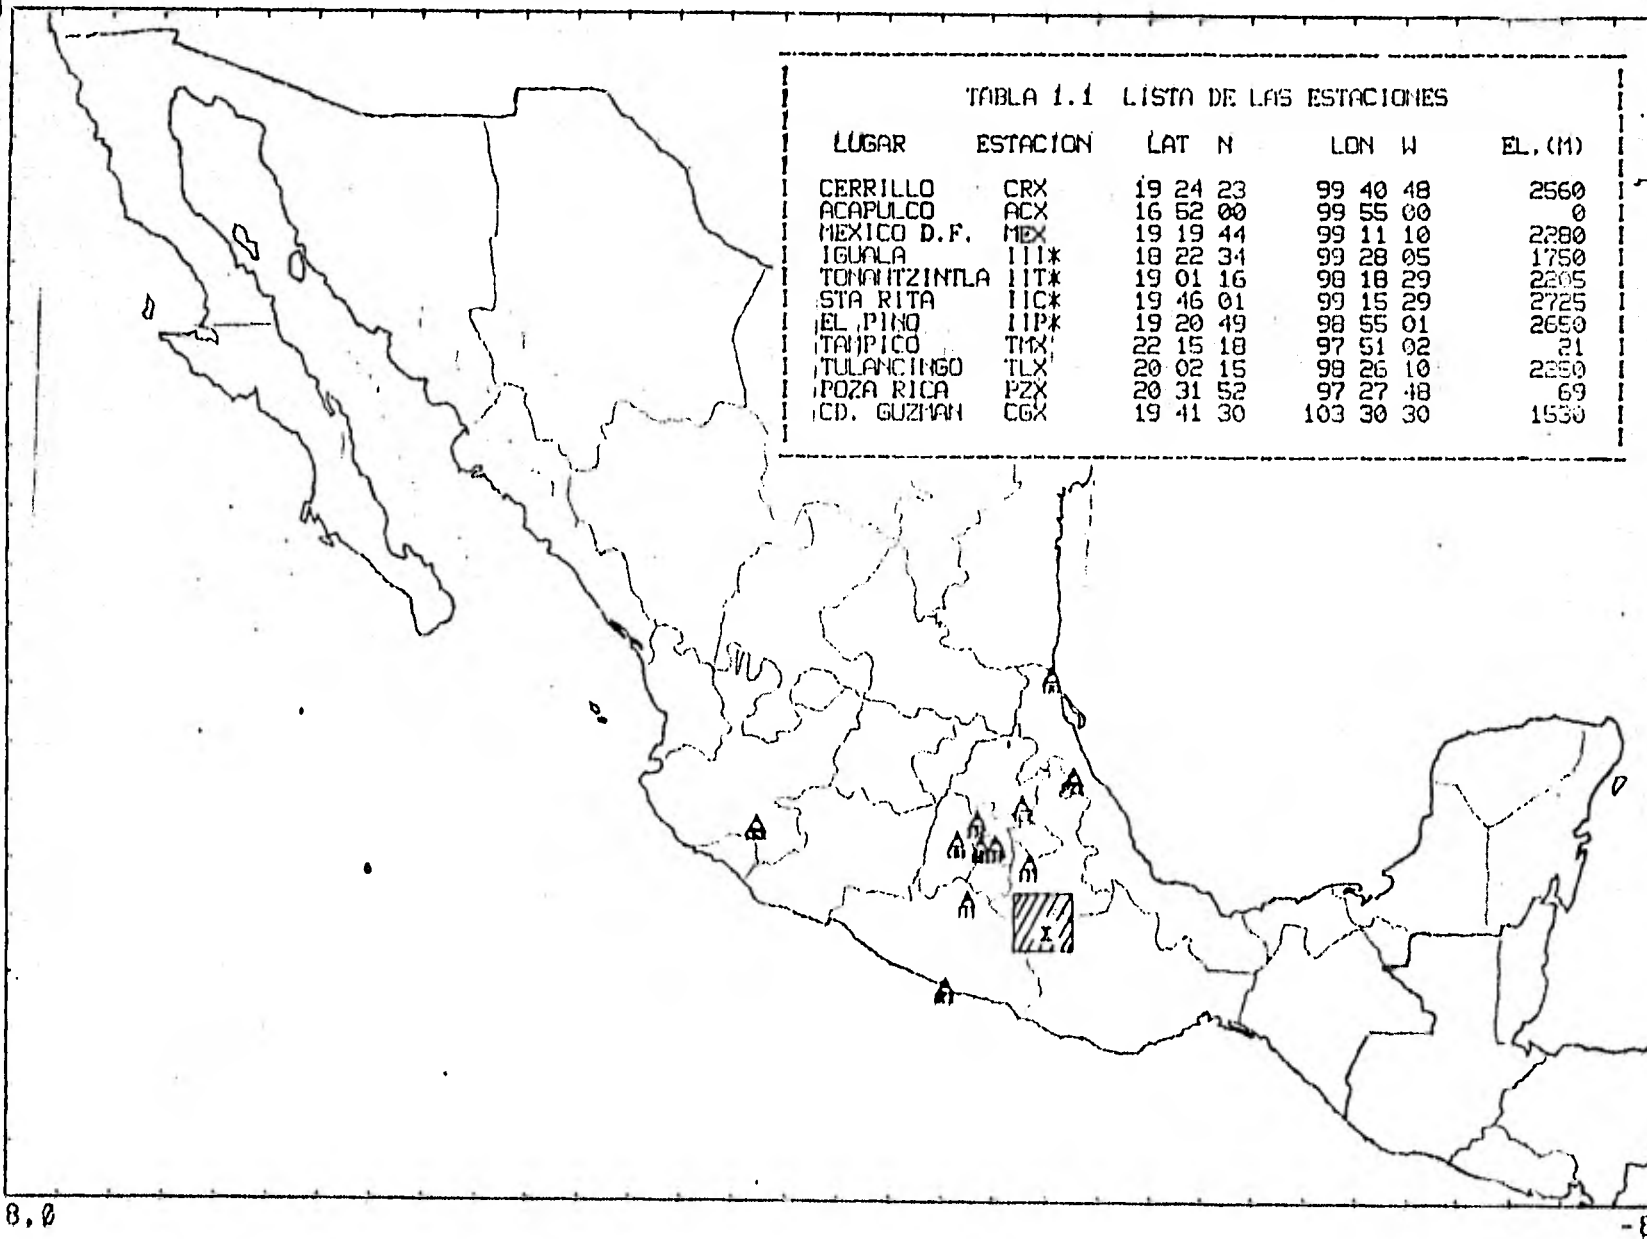 TABLA 1.1 LISTA DE LAS ESTACIONES
LUGAR ESTACION LAT N LON W EL.(M)
CERRILLO CRX 19 24 23 99 40 48 2560
ACAPULCO ACX 16 52 00 99 55 00 0
MEXICO D.F. MEX 19 19 44 99 11 10 2280
IGUALA III* 18 22 34 99 28 05 1750
TONANTZINTLA IIT* 19 01 16 98 18 29 2205
STA RITA IIC* 19 46 01 99 15 29 2725
EL PINO IIP* 19 20 49 98 55 01 2650
TAMPICO TMX 22 15 18 97 51 02 21
TULANCINGO TLX 20 02 15 98 26 10 2250
POZA RICA PZX 20 31 52 97 27 48 69
CD. GUZMAN CGX 19 41 30 103 30 30 1530
X
8.0